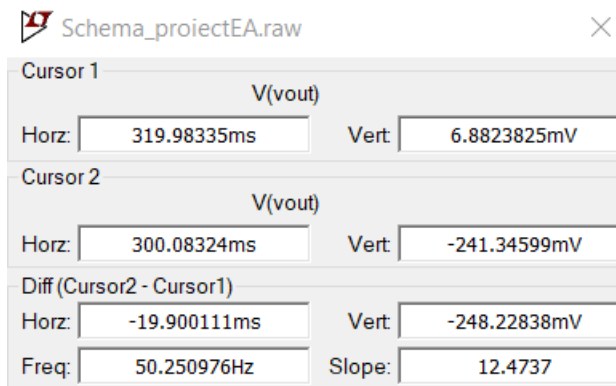 Schema_proiectEA.raw
Cursor 1
V(vout)
Horz: 319.98335ms Vert: 6.8823825mV
Cursor 2
V(vout)
Horz: 300.08324ms Vert: -241.34599mV
Diff (Cursor2 - Cursor1)
Horz: -19.900111ms Vert: -248.22838mV
Freq: 50.250976Hz Slope: 12.4737